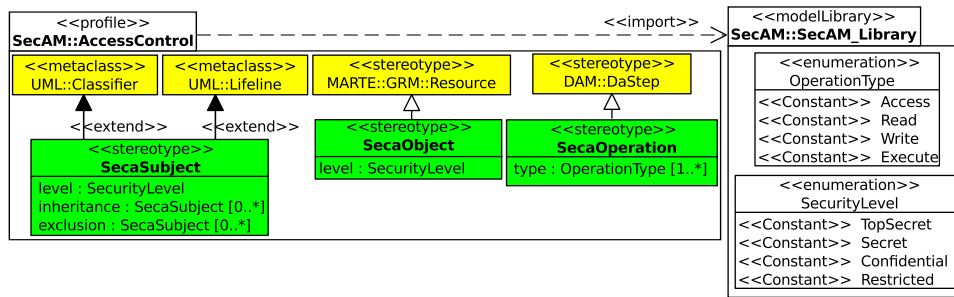 <<profile>>
SecAM::AccessControl
<<import>>
<<modelLibrary>>
SecAM::SecAM_Library
<<metaclass>>
UML::Classifier
<<metaclass>>
UML::Lifeline
<<stereotype>>
MARTE::GRM::Resource
<<stereotype>>
DAM::DaStep
<<extend>>
<<extend>>
<<stereotype>>
SecaSubject
level : SecurityLevel
inheritance : SecaSubject [0..*]
exclusion : SecaSubject [0..*]
<<stereotype>>
SecaObject
level : SecurityLevel
<<stereotype>>
SecaOperation
type : OperationType [1..*]
<<enumeration>>
OperationType
<<Constant>> Access
<<Constant>> Read
<<Constant>> Write
<<Constant>> Execute
<<enumeration>>
SecurityLevel
<<Constant>> TopSecret
<<Constant>> Secret
<<Constant>> Confidential
<<Constant>> Restricted